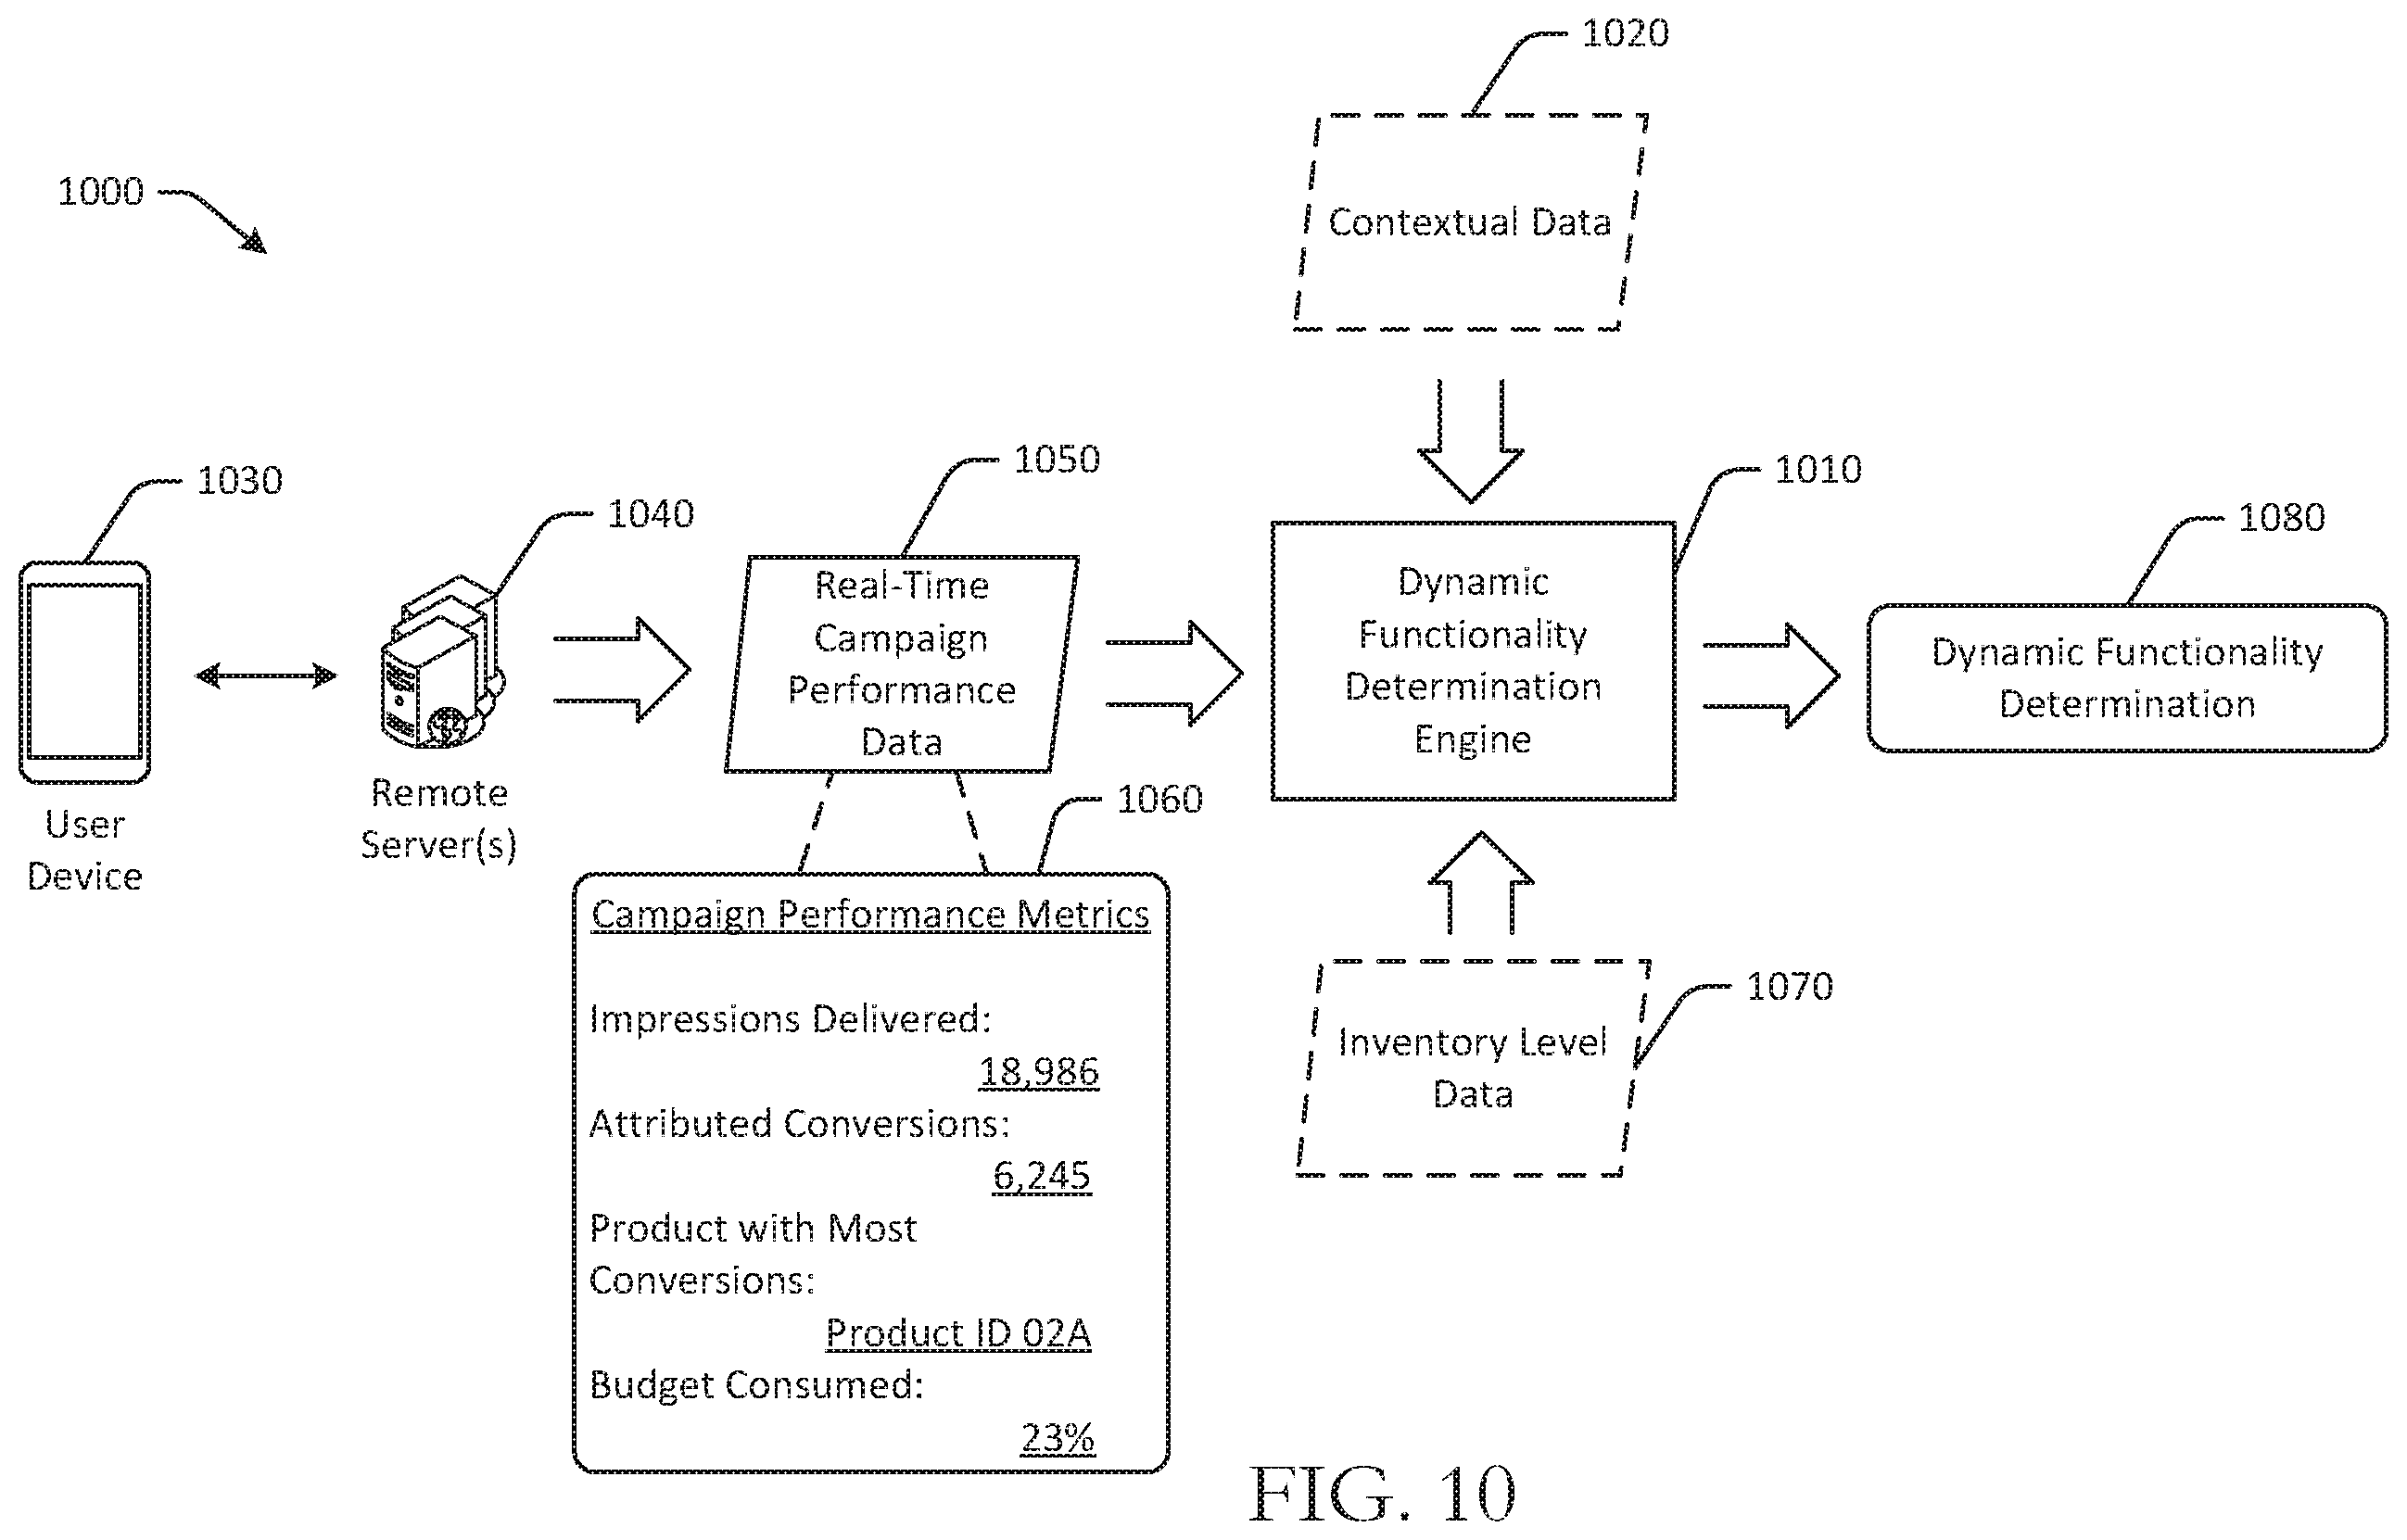 1020
1000
Contextual Data
1030
1040
1050
1010
1080
Real-Time
Campaign
Performance
Data
Dynamic
Functionality
Determination
Engine
Dynamic Functionality
Determination
User
Device
Remote
Server(s)
1060
Campaign Performance Metrics
Impressions Delivered:
18,986
Attributed Conversions:
6,245
Product with Most
Conversions:
Product ID 02A
Budget Consumed:
23%
1070
Inventory Level
Data
FIG. 10